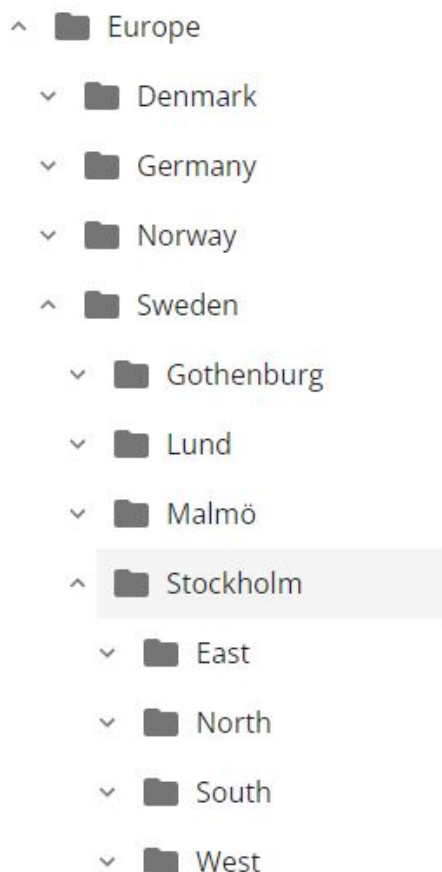 Europe
Denmark
Germany
Norway
Sweden
Gothenburg
Lund
Malmö
Stockholm
East
North
South
West